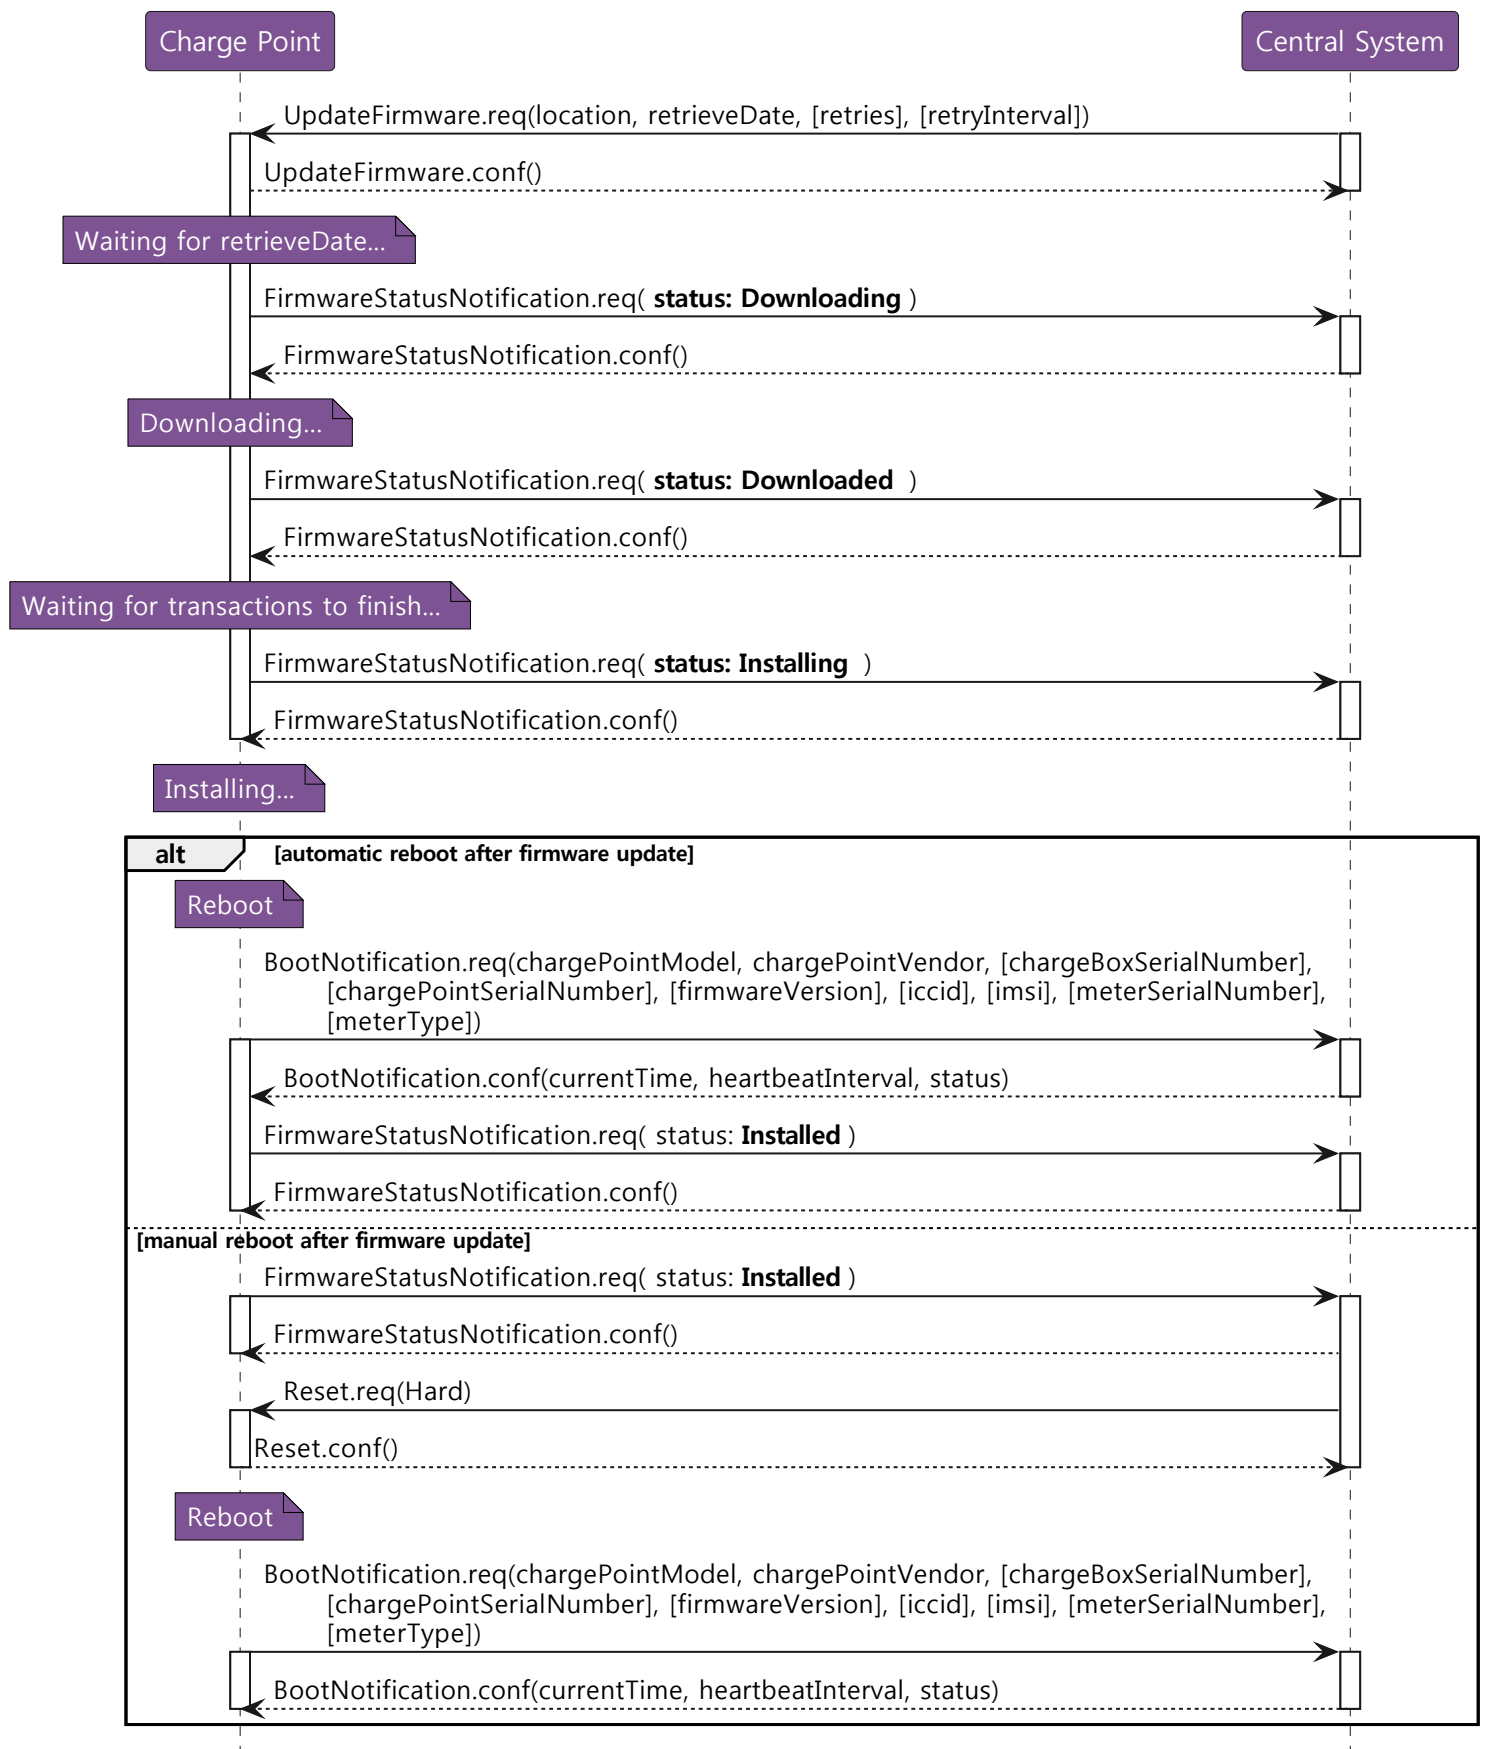 Charge Point
Central System
UpdateFirmware.req(location, retrieveDate, [retries], [retryInterval])
UpdateFirmware.conf()
Waiting for retrieveDate...
FirmwareStatusNotification.req( status: Downloading )
FirmwareStatusNotification.conf()
Downloading...
FirmwareStatusNotification.req( status: Downloaded )
FirmwareStatusNotification.conf()
Waiting for transactions to finish...
FirmwareStatusNotification.req( status: Installing )
FirmwareStatusNotification.conf()
Installing...
alt
[automatic reboot after firmware update]
Reboot
BootNotification.req(chargePointModel, chargePointVendor, [chargeBoxSerialNumber],
[chargePointSerialNumber], [firmwareVersion], [iccid], [imsi], [meterSerialNumber],
[meterType])
BootNotification.conf(currentTime, heartbeatInterval, status)
FirmwareStatusNotification.req( status: Installed )
FirmwareStatusNotification.conf()
[manual reboot after firmware update]
FirmwareStatusNotification.req( status: Installed )
FirmwareStatusNotification.conf()
Reset.req(Hard)
Reset.conf()
Reboot
BootNotification.req(chargePointModel, chargePointVendor, [chargeBoxSerialNumber],
[chargePointSerialNumber], [firmwareVersion], [iccid], [imsi], [meterSerialNumber],
[meterType])
BootNotification.conf(currentTime, heartbeatInterval, status)